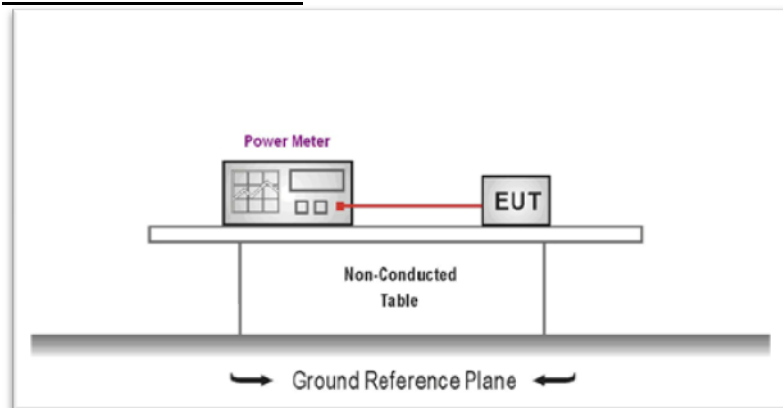 Power Meter
EUT
Non-Conducted
Table
Ground Reference Plane